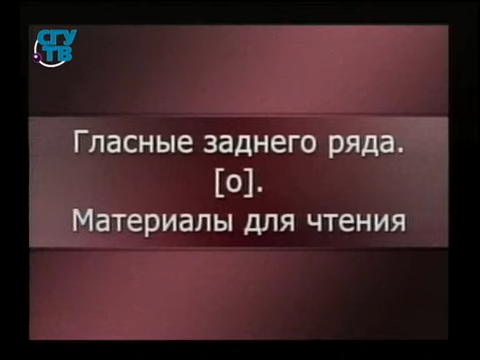 СГУ
ТВ
Гласные заднего ряда.
[о].
Материалы для чтения